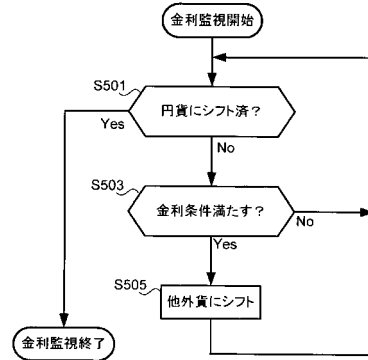 金利監視開始
S501
円貨にシフト済？
Yes
No
S503
金利条件満たす？
No
Yes
S505
他外貨にシフト
金利監視終了